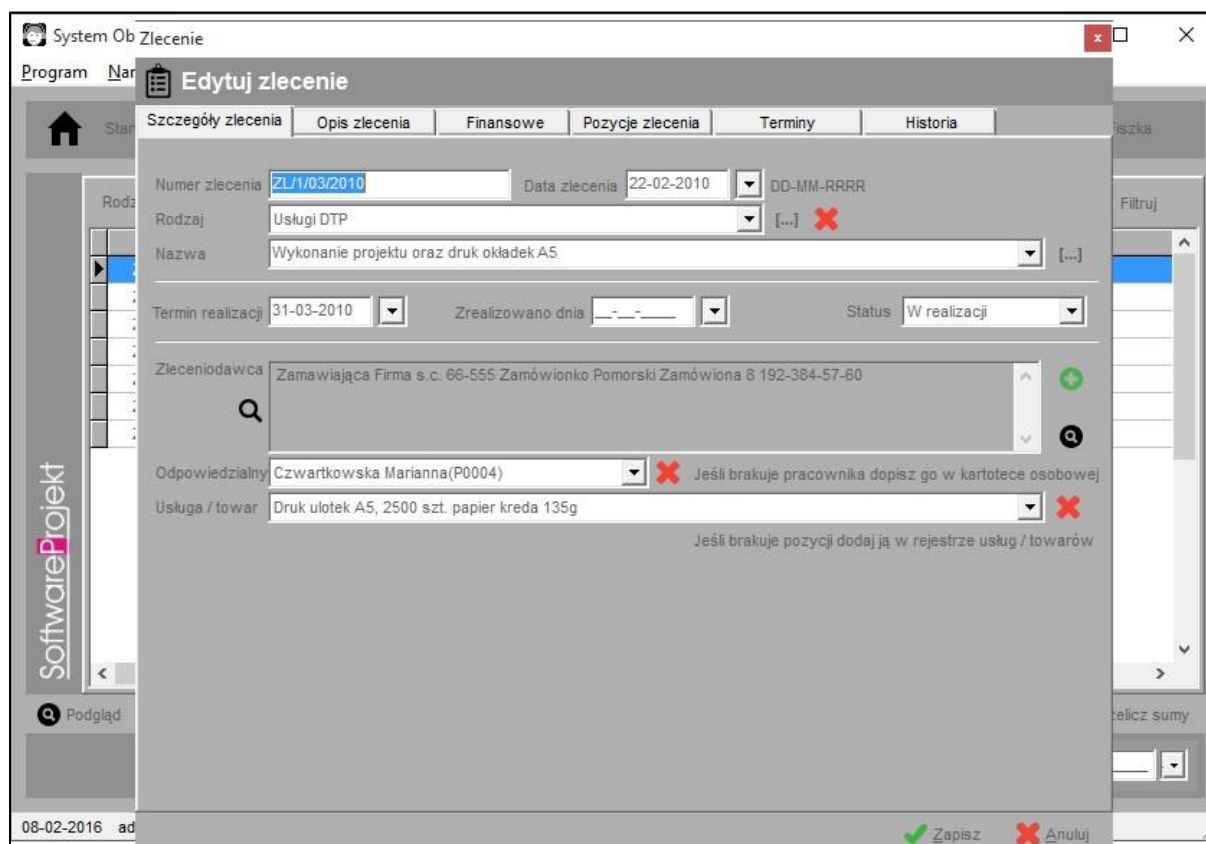 System Ob
Zlecenie
x
Program Nar
Edytuj zlecenie
Star
Szczegóły zlecenia Opis zlecenia Finansowe Pozycje zlecenia Terminy Historia
Fiszka
Numer zlecenia ZL/1/03/2010 Data zlecenia 22-02-2010 DD-MM-RRRR
Rodz
Filtruj
Rodzaj Usługi DTP [...]
Nazwa Wykonanie projektu oraz druk okładek A5 [...]
Termin realizacji 31-03-2010 Zrealizowano dnia __-__-____ Status W realizacji
Zleceniodawca Zamawiająca Firma s.c. 66-555 Zamówionko Pomorski Zamówiona 8 192-384-57-60
Odpowiedzialny Czwartkowska Marianna(P0004) Jeśli brakuje pracownika dopisz go w kartotece osobowej
Usługa / towar Druk ulotek A5, 2500 szt. papier kreda 135g
Jeśli brakuje pozycji dodaj ją w rejestrze usług / towarów
SoftwareProjekt
Podgląd
zelicz sumy
08-02-2016 ad
Zapisz Anuluj